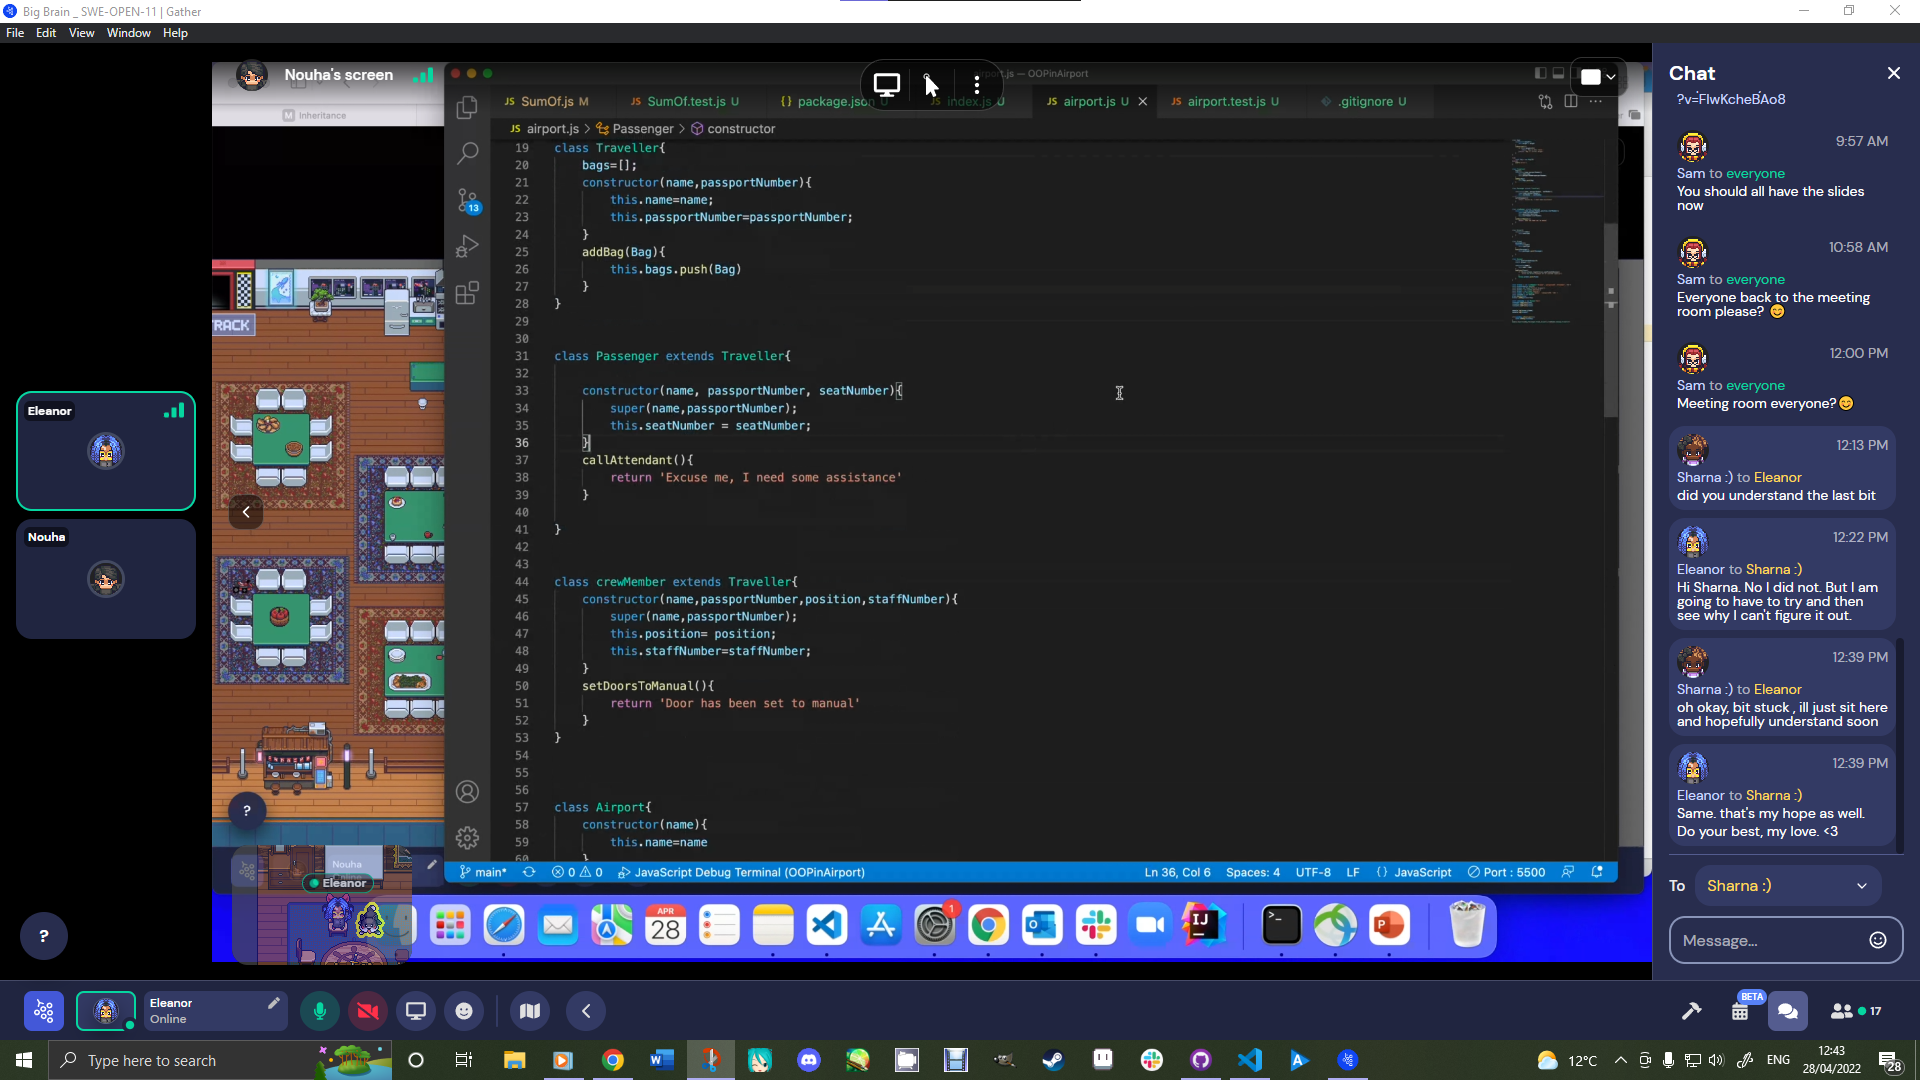 Big Brain _ SWE-OPEN-11 | Gather
File Edit View Window Help
Nouha's screen
Inheritance
airport.js — OOPinAirport
JS SumOf.js M
JS SumOf.test.js U
{} package.json U
JS index.js U
JS airport.js U
JS airport.test.js U
.gitignore U
JS airport.js > Passenger > constructor
19 class Traveller{
20 bags=[];
21 constructor(name,passportNumber){
22 this.name=name;
23 this.passportNumber=passportNumber;
24 }
25 addBag(Bag){
26 this.bags.push(Bag)
27 }
28 }
29
30
31 class Passenger extends Traveller{
32
33 constructor(name, passportNumber, seatNumber){
34 super(name,passportNumber);
35 this.seatNumber = seatNumber;
36 }
37 callAttendant(){
38 return 'Excuse me, I need some assistance'
39 }
40
41 }
42
43
44 class crewMember extends Traveller{
45 constructor(name,passportNumber,position,staffNumber){
46 super(name,passportNumber);
47 this.position= position;
48 this.staffNumber=staffNumber;
49 }
50 setDoorsToManual(){
51 return 'Door has been set to manual'
52 }
53 }
54
55
56
57 class Airport{
58 constructor(name){
59 this.name=name
60 }
13
main* 0 0 JavaScript Debug Terminal (OOPinAirport) Ln 36, Col 6 Spaces: 4 UTF-8 LF {} JavaScript Port : 5500
Eleanor
Nouha
RACK
?
Nouha
Eleanor
APR
28
1
IJ
?
Chat
?v=FlwKcheBAo8
9:57 AM
Sam to everyone
You should all have the slides
now
10:58 AM
Sam to everyone
Everyone back to the meeting
room please? 😊
12:00 PM
Sam to everyone
Meeting room everyone?😊
12:13 PM
Sharna :) to Eleanor
did you understand the last bit
12:22 PM
Eleanor to Sharna :)
Hi Sharna. No I did not. But I am
going to have to try and then
see why I can't figure it out.
12:39 PM
Sharna :) to Eleanor
oh okay, bit stuck , ill just sit here
and hopefully understand soon
12:39 PM
Eleanor to Sharna :)
Same. that's my hope as well.
Do your best, my love. <3
To Sharna :)
Message...
Eleanor
Online
BETA
17
Type here to search
12°C
ENG
12:43
28/04/2022
28